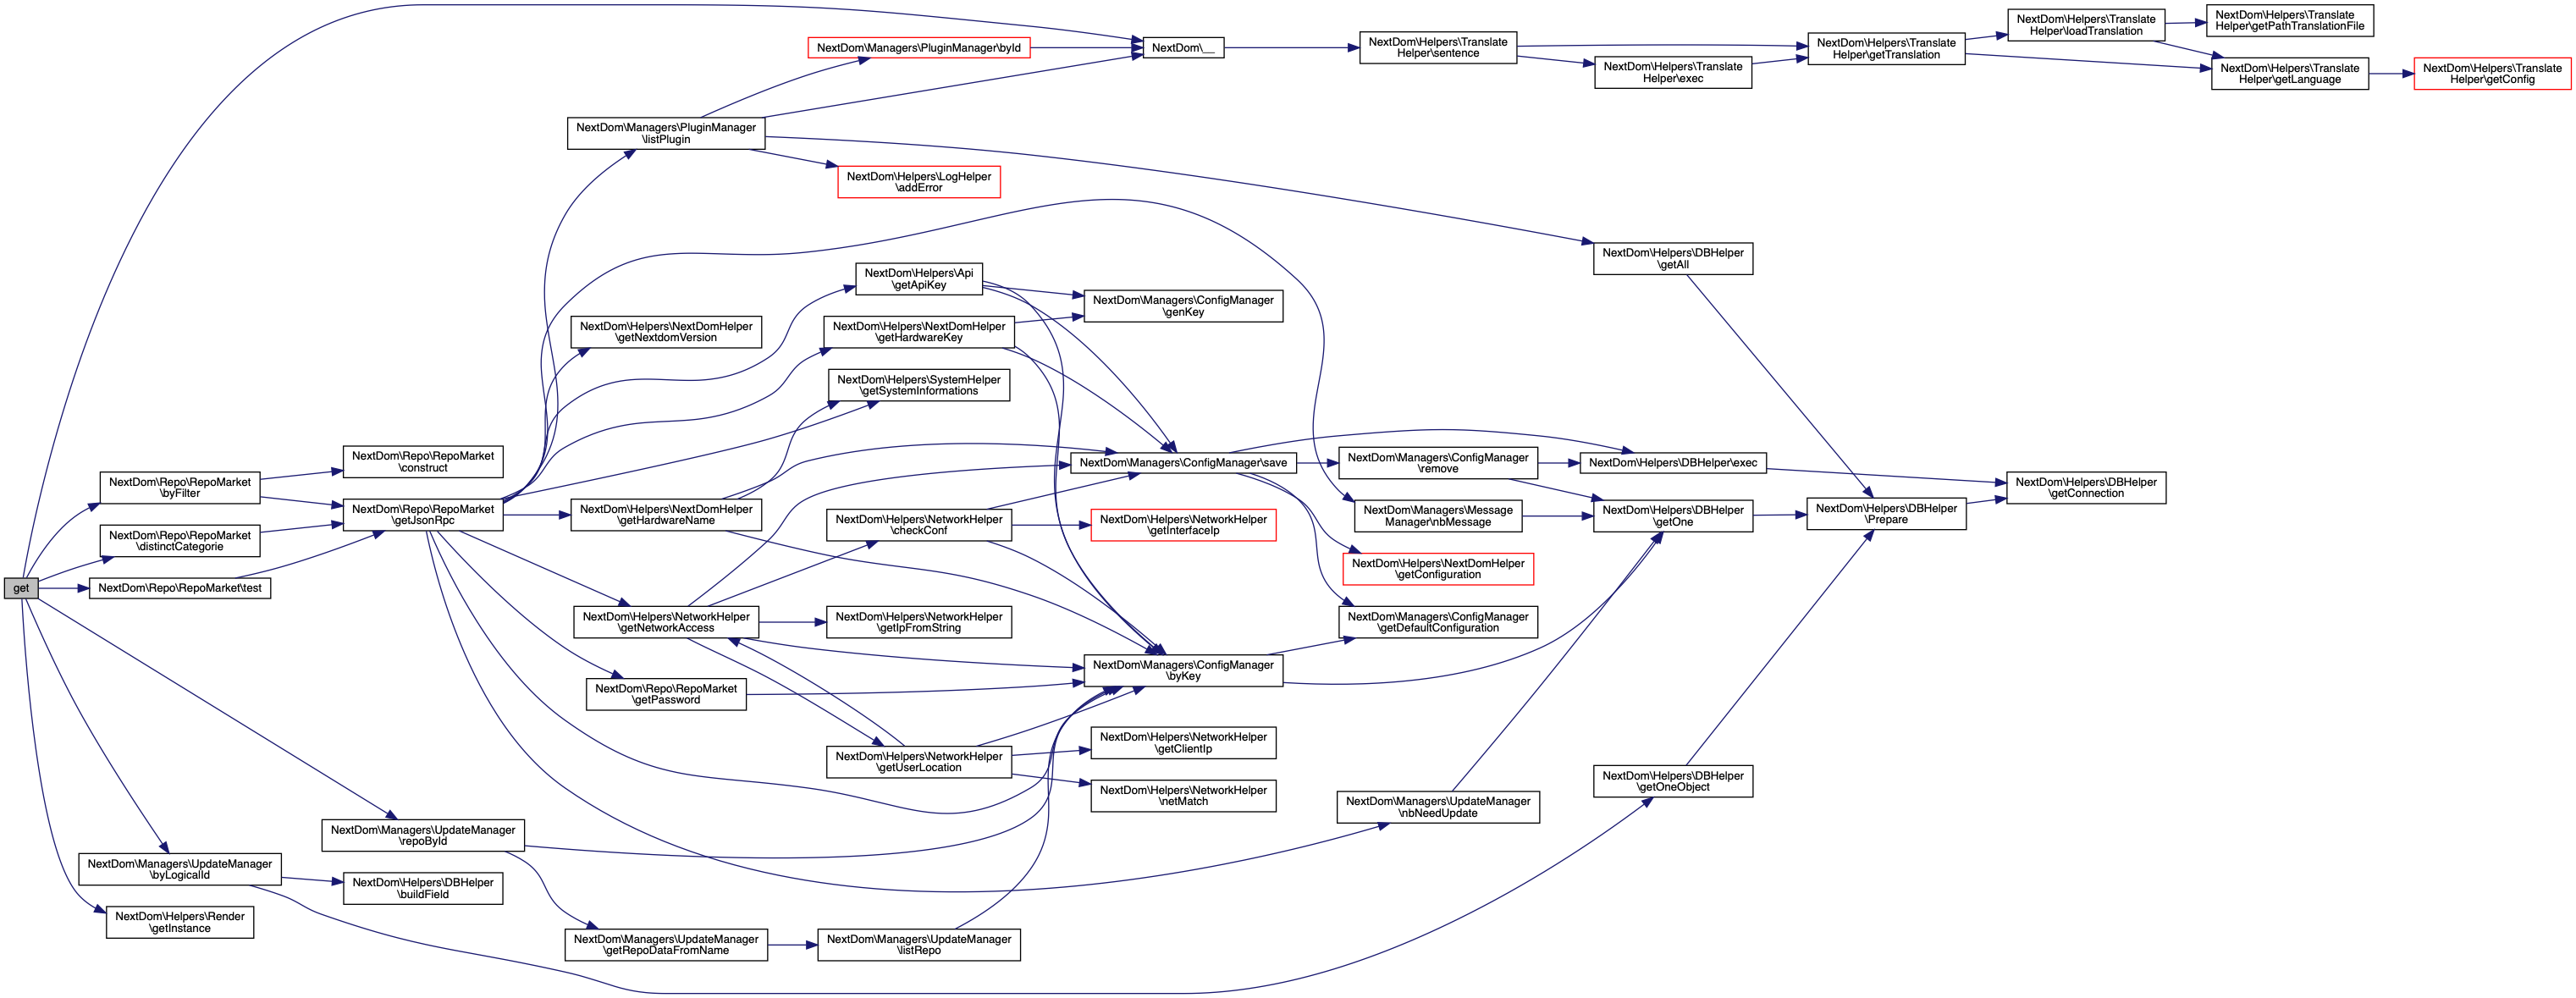 get
NextDom\Repo\RepoMarket
\byFilter
NextDom\Repo\RepoMarket
\distinctCategorie
NextDom\Repo\RepoMarket\test
NextDom\Managers\UpdateManager
\byLogicalId
NextDom\Helpers\Render
\getInstance
NextDom\Repo\RepoMarket
\construct
NextDom\Repo\RepoMarket
\getJsonRpc
NextDom\Managers\UpdateManager
\repoById
NextDom\Helpers\DBHelper
\buildField
NextDom\Managers\PluginManager
\listPlugin
NextDom\Helpers\NextDomHelper
\getNextdomVersion
NextDom\Helpers\NextDomHelper
\getHardwareName
NextDom\Helpers\NetworkHelper
\getNetworkAccess
NextDom\Repo\RepoMarket
\getPassword
NextDom\Managers\UpdateManager
\getRepoDataFromName
NextDom\Managers\PluginManager\byId
NextDom\Helpers\LogHelper
\addError
NextDom\Helpers\Api
\getApiKey
NextDom\Helpers\NextDomHelper
\getHardwareKey
NextDom\Helpers\SystemHelper
\getSystemInformations
NextDom\Helpers\NetworkHelper
\checkConf
NextDom\Helpers\NetworkHelper
\getIpFromString
NextDom\Helpers\NetworkHelper
\getUserLocation
NextDom\Managers\UpdateManager
\listRepo
NextDom\__
NextDom\Managers\ConfigManager
\genKey
NextDom\Managers\ConfigManager\save
NextDom\Helpers\NetworkHelper
\getInterfaceIp
NextDom\Managers\ConfigManager
\byKey
NextDom\Helpers\NetworkHelper
\getClientIp
NextDom\Helpers\NetworkHelper
\netMatch
NextDom\Helpers\Translate
Helper\sentence
NextDom\Managers\ConfigManager
\remove
NextDom\Managers\Message
Manager\nbMessage
NextDom\Helpers\NextDomHelper
\getConfiguration
NextDom\Managers\ConfigManager
\getDefaultConfiguration
NextDom\Managers\UpdateManager
\nbNeedUpdate
NextDom\Helpers\Translate
Helper\exec
NextDom\Helpers\DBHelper
\getAll
NextDom\Helpers\DBHelper\exec
NextDom\Helpers\DBHelper
\getOne
NextDom\Helpers\DBHelper
\getOneObject
NextDom\Helpers\Translate
Helper\getTranslation
NextDom\Helpers\DBHelper
\Prepare
NextDom\Helpers\Translate
Helper\loadTranslation
NextDom\Helpers\DBHelper
\getConnection
NextDom\Helpers\Translate
Helper\getPathTranslationFile
NextDom\Helpers\Translate
Helper\getLanguage
NextDom\Helpers\Translate
Helper\getConfig